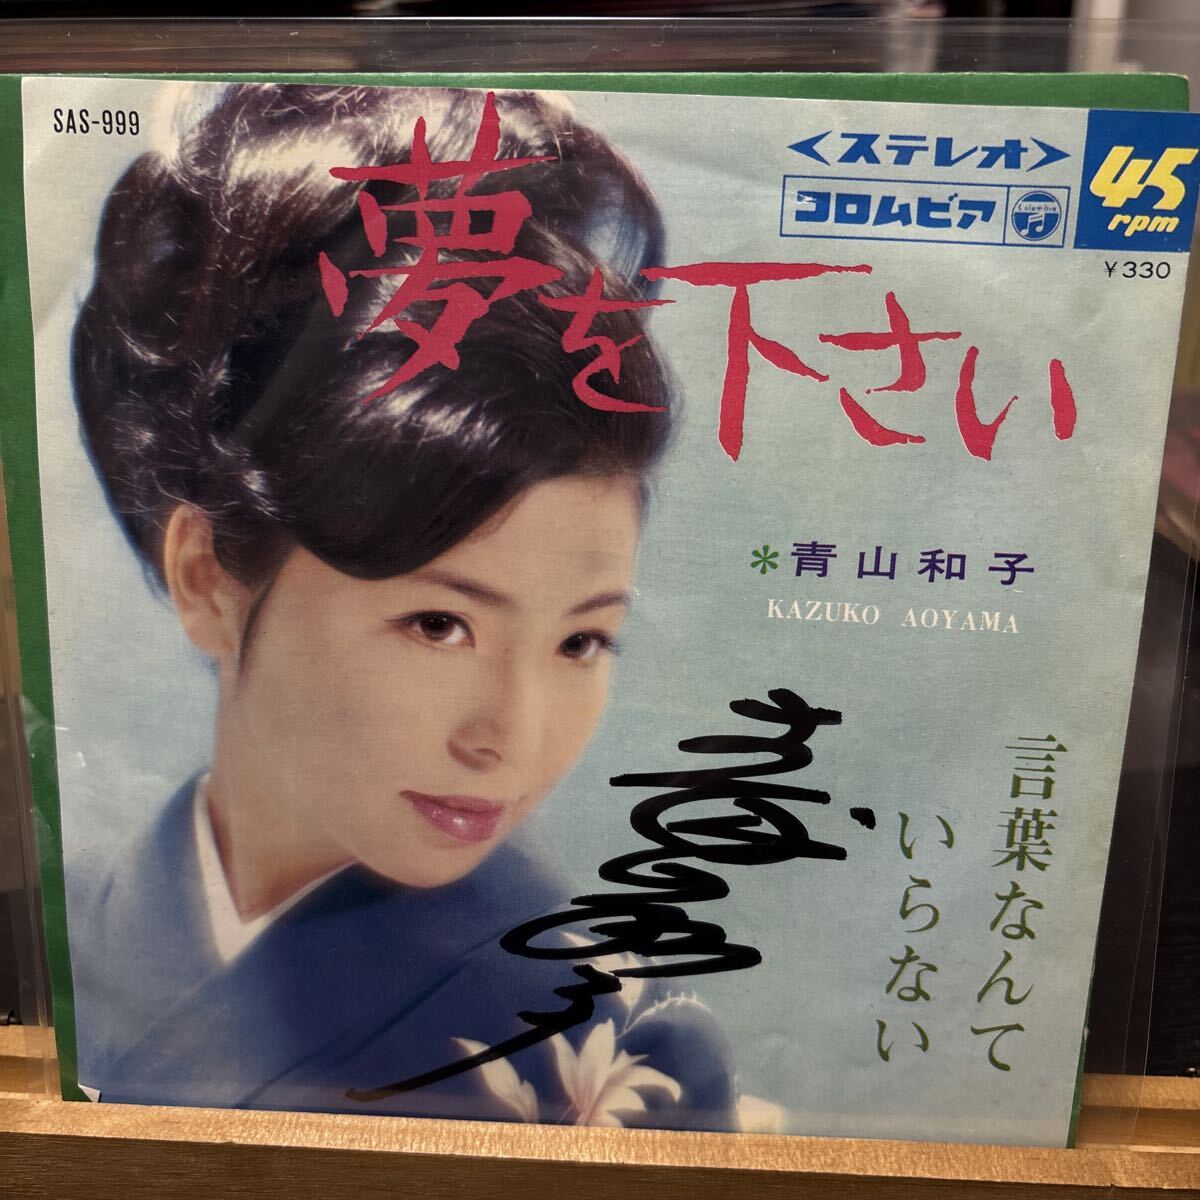 SAS-999
夢を下さい
<ステレオ>
コロムビア
Columbia
45
rpm
￥330
*青山和子
KAZUKO AOYAMA
言葉なんて
いらない